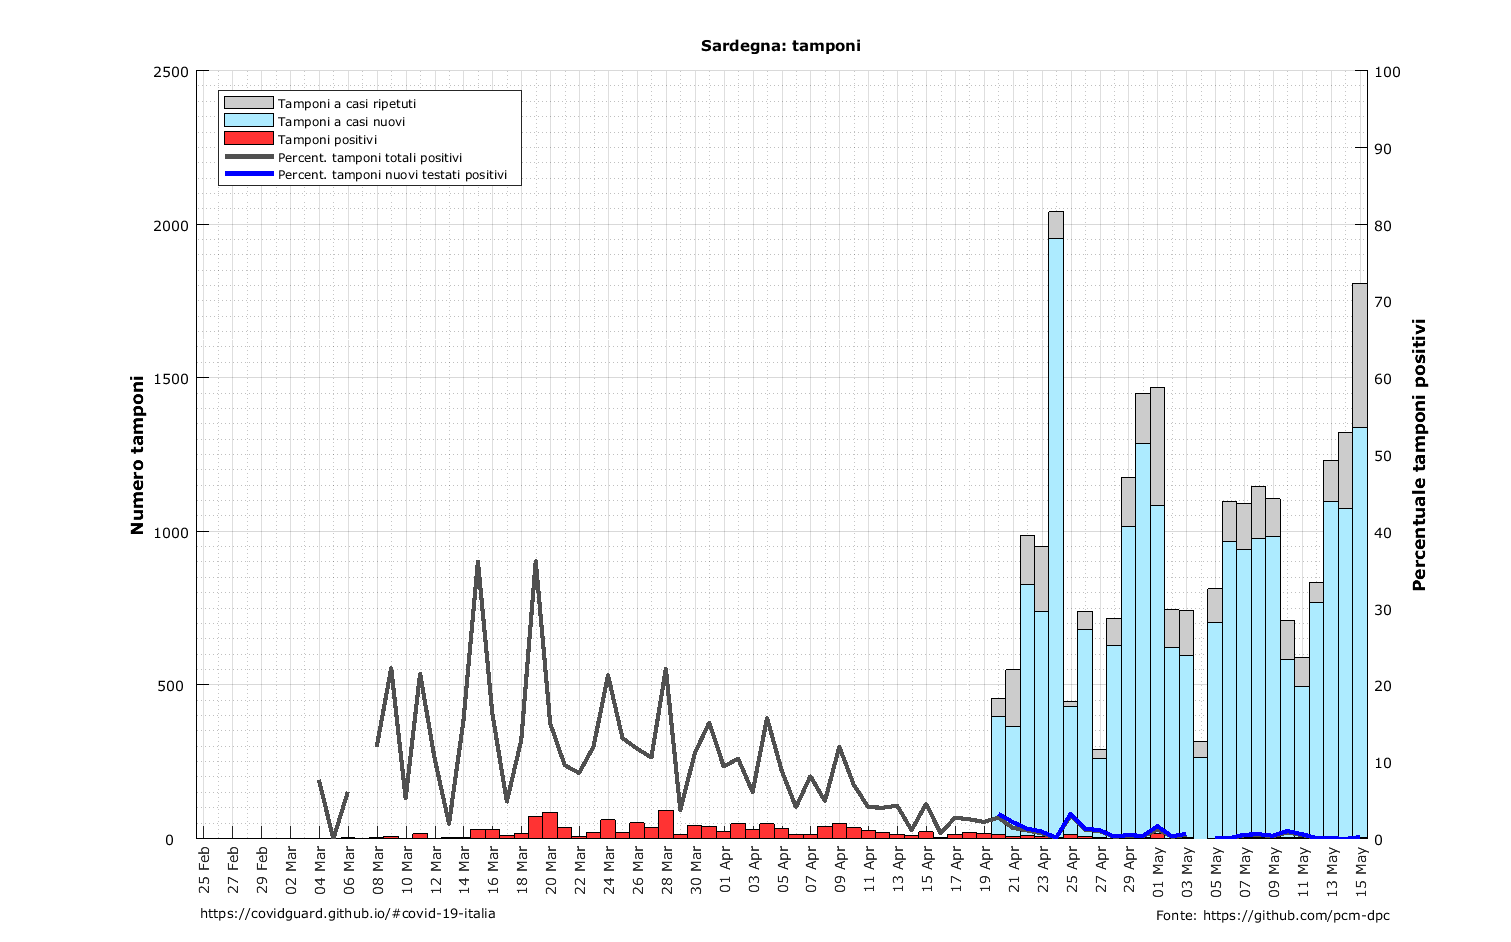 Sardegna: tamponi
2500
2000
1500
1000
500
0
Numero tamponi
Tamponi a casi ripetuti
Tamponi a casi nuovi
Tamponi positivi
Percent. tamponi totali positivi
Percent. tamponi nuovi testati positivi
100
90
80
70
60
50
40
30
20
10
0
Percentuale tamponi positivi
25 Feb
27 Feb
29 Feb
02 Mar
04 Mar
06 Mar
08 Mar
10 Mar
12 Mar
14 Mar
16 Mar
18 Mar
20 Mar
22 Mar
24 Mar
26 Mar
28 Mar
30 Mar
01 Apr
03 Apr
05 Apr
07 Apr
09 Apr
11 Apr
13 Apr
15 Apr
17 Apr
19 Apr
21 Apr
23 Apr
25 Apr
27 Apr
29 Apr
01 May
03 May
05 May
07 May
09 May
11 May
13 May
15 May
https://covidguard.github.io/#covid-19-italia
Fonte: https://github.com/pcm-dpc